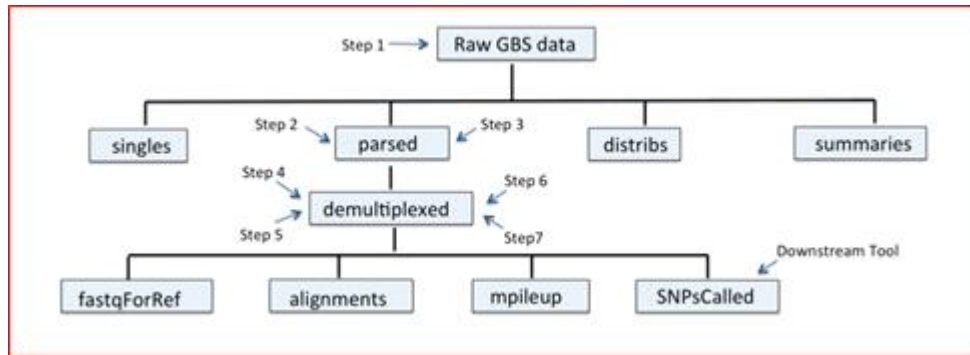 Step 1
Raw GBS data
singles
Step 2
parsed
Step 3
distribs
summaries
Step 4
demultiplexed
Step 6
Step 5
Step7
Downstream Tool
fastqForRef
alignments
mpileup
SNPsCalled